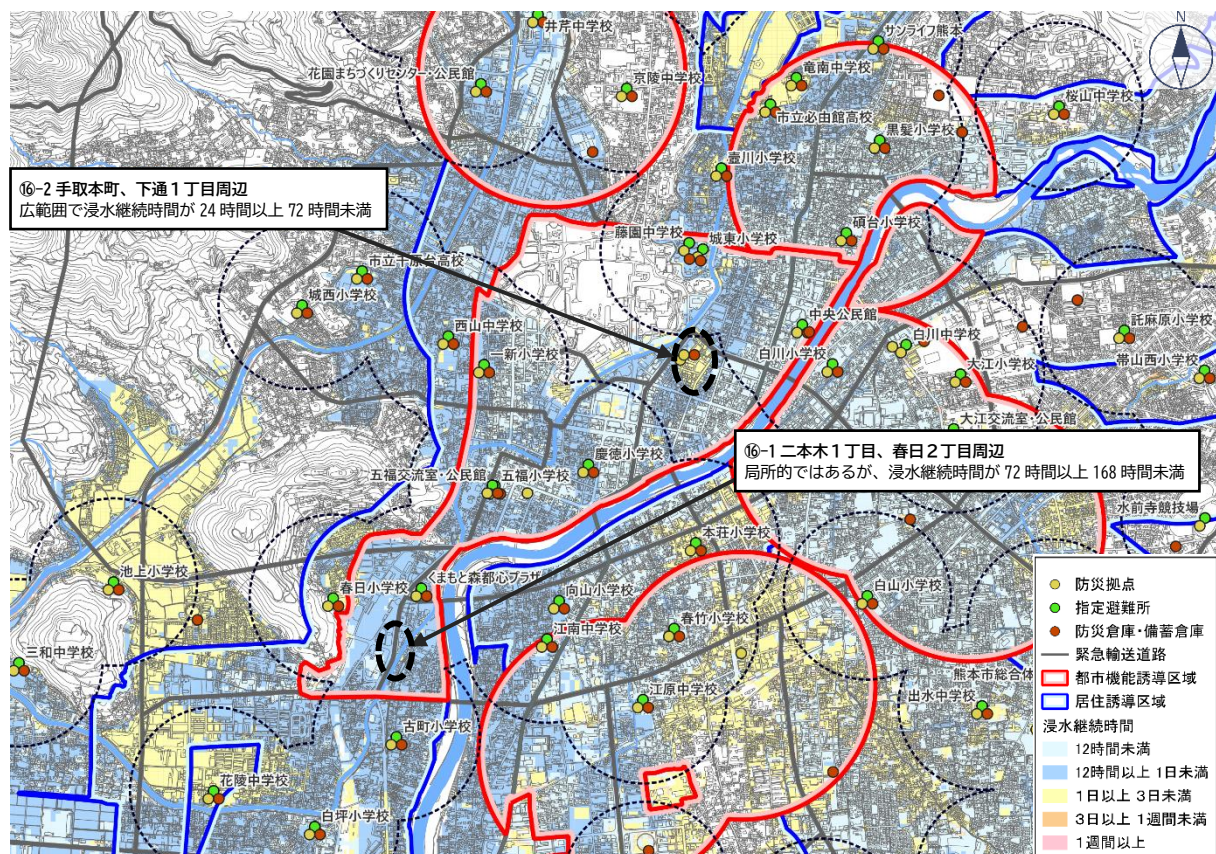 井芹中学校
サンライフ熊本
花園まちづくりセンター・公民館
京陵中学校
竜南中学校
N
桜山中学校
市立必由館高校
黒髪小学校
壺川小学校
⑯-2 手取本町、下通1丁目周辺
広範囲で浸水継続時間が 24 時間以上 72 時間未満
藤園中学校
城東小学校
碩台小学校
市立千原台高校
城西小学校
中央公民館
西山中学校
一新小学校
白川小学校
白川中学校
託麻原小学校
帯山西小学校
大江小学校
大江交流室・公民館
⑯-1 二本木1丁目、春日2丁目周辺
局所的ではあるが、浸水継続時間が 72 時間以上 168 時間未満
慶徳小学校
五福交流室・公民館
五福小学校
水前寺競技場
本荘小学校
池上小学校
春日小学校
くまもと森都心プラザ
向山小学校
白山小学校
江南中学校
春竹小学校
三和中学校
熊本市総合体
江原中学校
出水中学校
古町小学校
花陵中学校
白坪小学校
防災拠点
指定避難所
防災倉庫・備蓄倉庫
緊急輸送道路
都市機能誘導区域
居住誘導区域
浸水継続時間
12時間未満
12時間以上 1日未満
1日以上 3日未満
3日以上 1週間未満
1週間以上